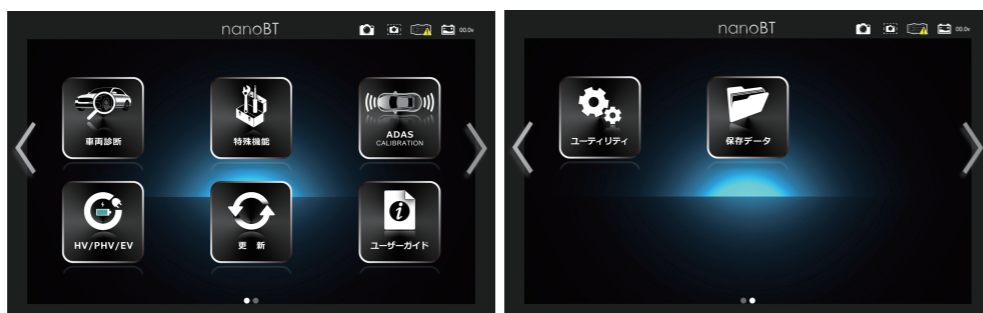 nanoBT
00.0v
車両診断
特殊機能
ADAS
CALIBRATION
HV/PHV/EV
更 新
ユーザーガイド
nanoBT
00.0v
ユーティリティ
保存データ